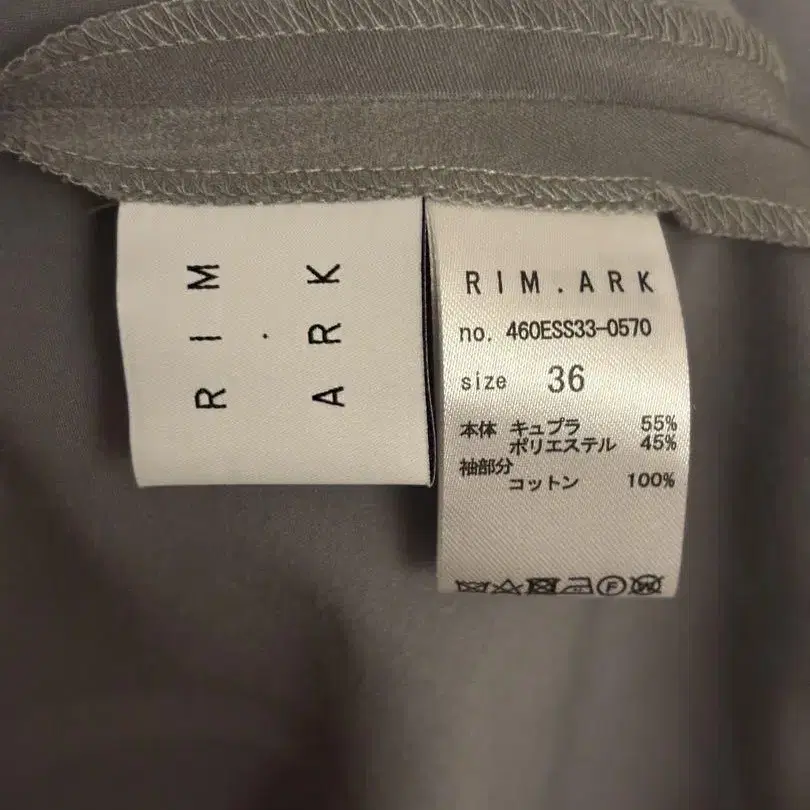 RIM.
ARK
RIM.ARK
no. 460ESS33-0570
size 36
本体 キュプラ 55%
ポリエステル 45%
袖部分
コットン 100%
F W